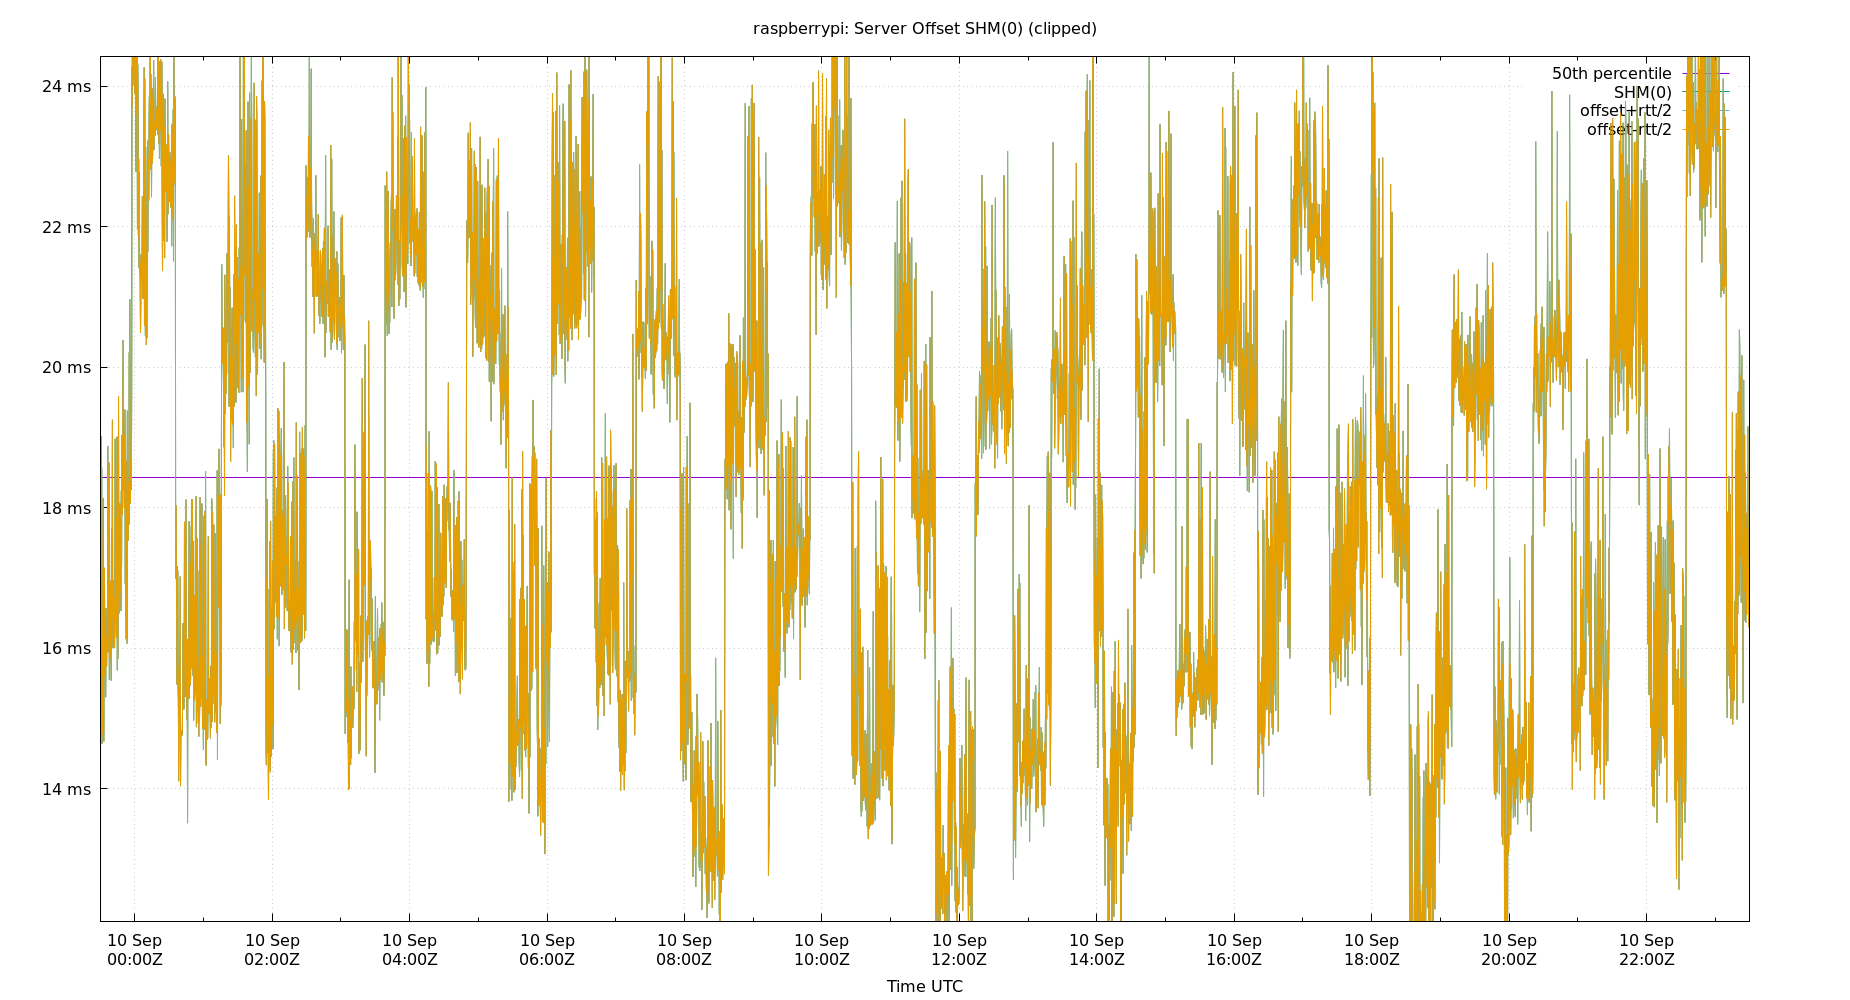 raspberrypi: Server Offset SHM(0) (clipped)
50th percentile
SHM(0)
offset+rtt/2
offset-rtt/2
24 ms
22 ms
20 ms
18 ms
16 ms
14 ms
10 Sep 10 Sep 10 Sep 10 Sep 10 Sep 10 Sep 10 Sep 10 Sep 10 Sep 10 Sep 10 Sep 10 Sep
00:00Z 02:00Z 04:00Z 06:00Z 08:00Z 10:00Z 12:00Z 14:00Z 16:00Z 18:00Z 20:00Z 22:00Z
Time UTC